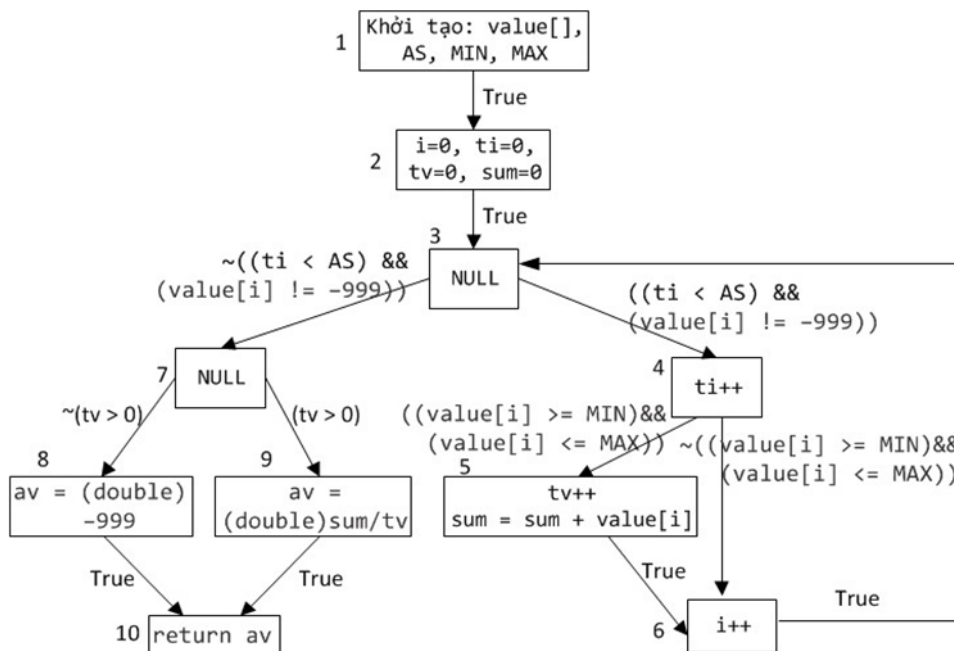 1
Khởi tạo: value[],
AS, MIN, MAX
True
2
i=0, ti=0,
tv=0, sum=0
True
3
NULL
~((ti < AS) &&
(value[i] != –999))
((ti < AS) &&
(value[i] != –999))
7
NULL
4
ti++
~(tv > 0)
(tv > 0)
((value[i] >= MIN)&&
(value[i] <= MAX))
~((value[i] >= MIN)&&
(value[i] <= MAX))
8
av = (double)
–999
9
av =
(double)sum/tv
5
tv++
sum = sum + value[i]
True
True
True
10
return av
6
i++
True